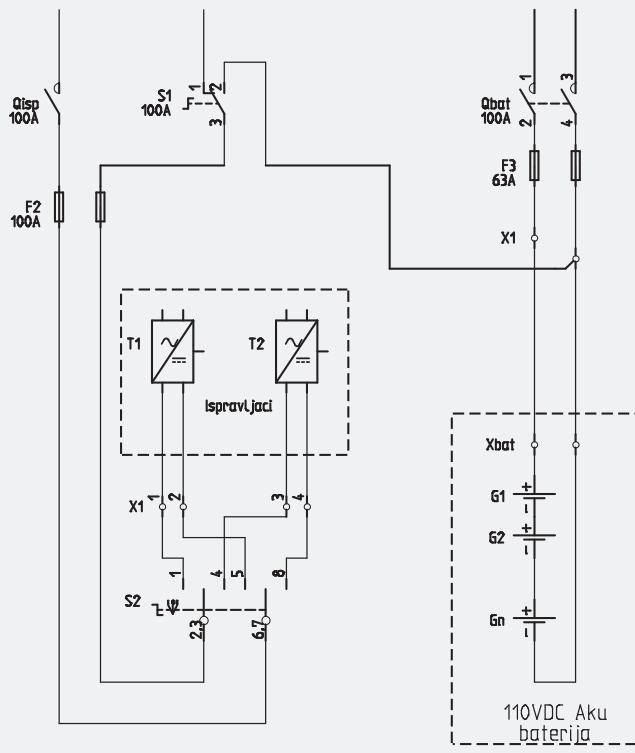 1
2
S1
100A
3
Qisp
100A
1
3
Qbat
100A
2
4
F3
63A
F2
100A
X1
T1
T2
Ispravljaci
Xbat
X1
1
2
3
4
G1
+
G2
+
1
4
5
8
S2
2,3
6,7
Gn
+
110VDC Aku
baterija